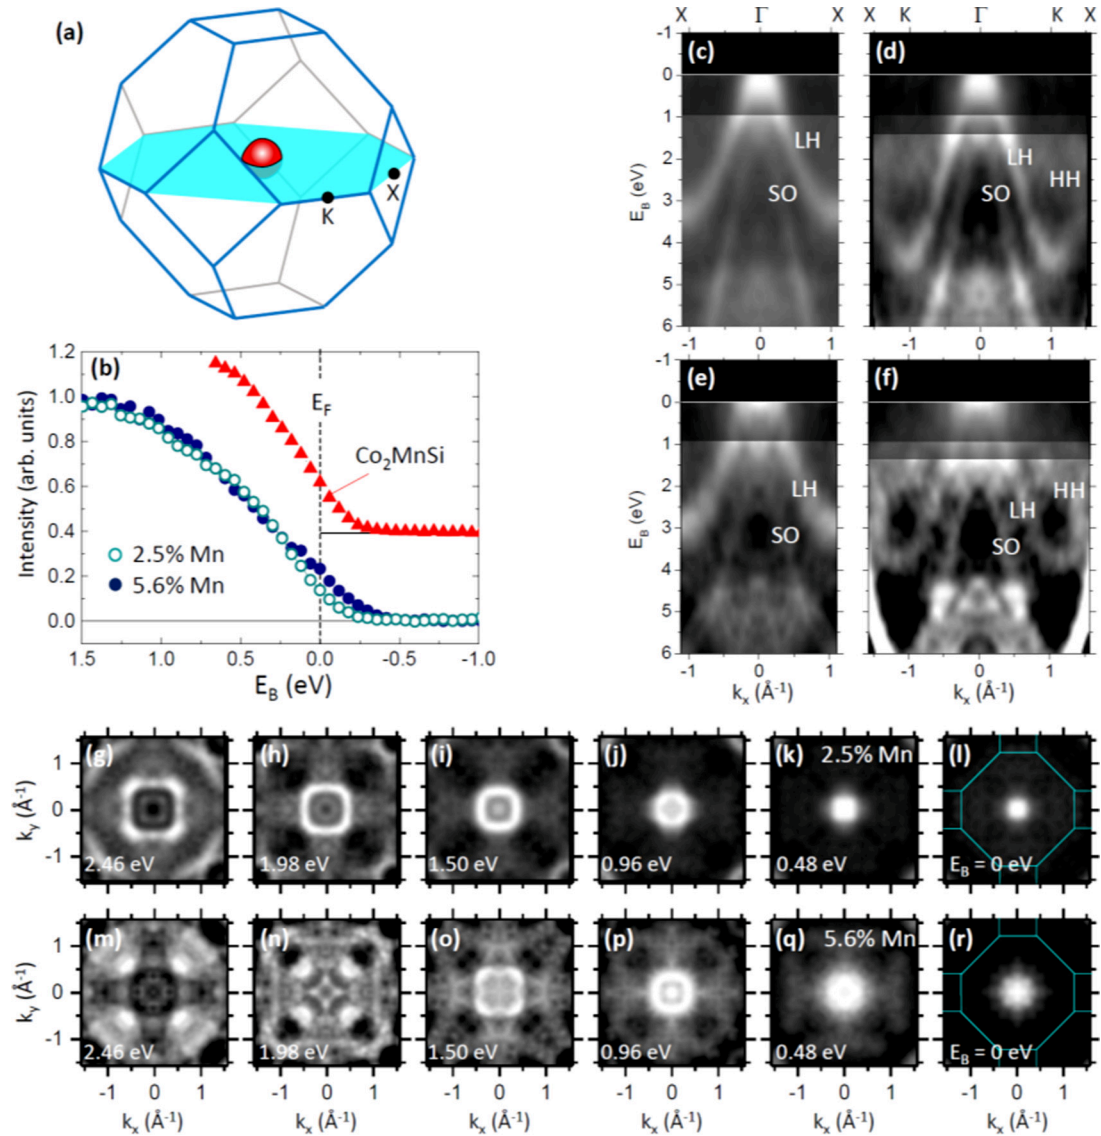 (a)
K
X
(b)
1.2
1.0
0.8
0.6
0.4
0.2
0.0
Intensity (arb. units)
E_F
Co₂MnSi
2.5% Mn
5.6% Mn
1.5 1.0 0.5 0.0 -0.5 -1.0
E_B (eV)
X Γ X
(c)
-1
0
1
2
3
4
5
6
E_B (eV)
LH
SO
-1 0 1
X K Γ K X
(d)
LH
SO
HH
-1 0 1
(e)
-1
0
1
2
3
4
5
6
E_B (eV)
LH
SO
-1 0 1
k_x (Å⁻¹)
(f)
HH
LH
SO
-1 0 1
k_x (Å⁻¹)
(g) (h) (i) (j) (k) 2.5% Mn (l)
1
0
-1
k_y (Å⁻¹)
2.46 eV 1.98 eV 1.50 eV 0.96 eV 0.48 eV E_B = 0 eV
(m) (n) (o) (p) (q) 5.6% Mn (r)
1
0
-1
k_y (Å⁻¹)
2.46 eV 1.98 eV 1.50 eV 0.96 eV 0.48 eV E_B = 0 eV
-1 0 1 -1 0 1 -1 0 1 -1 0 1 -1 0 1 -1 0 1
k_x (Å⁻¹) k_x (Å⁻¹) k_x (Å⁻¹) k_x (Å⁻¹) k_x (Å⁻¹) k_x (Å⁻¹)